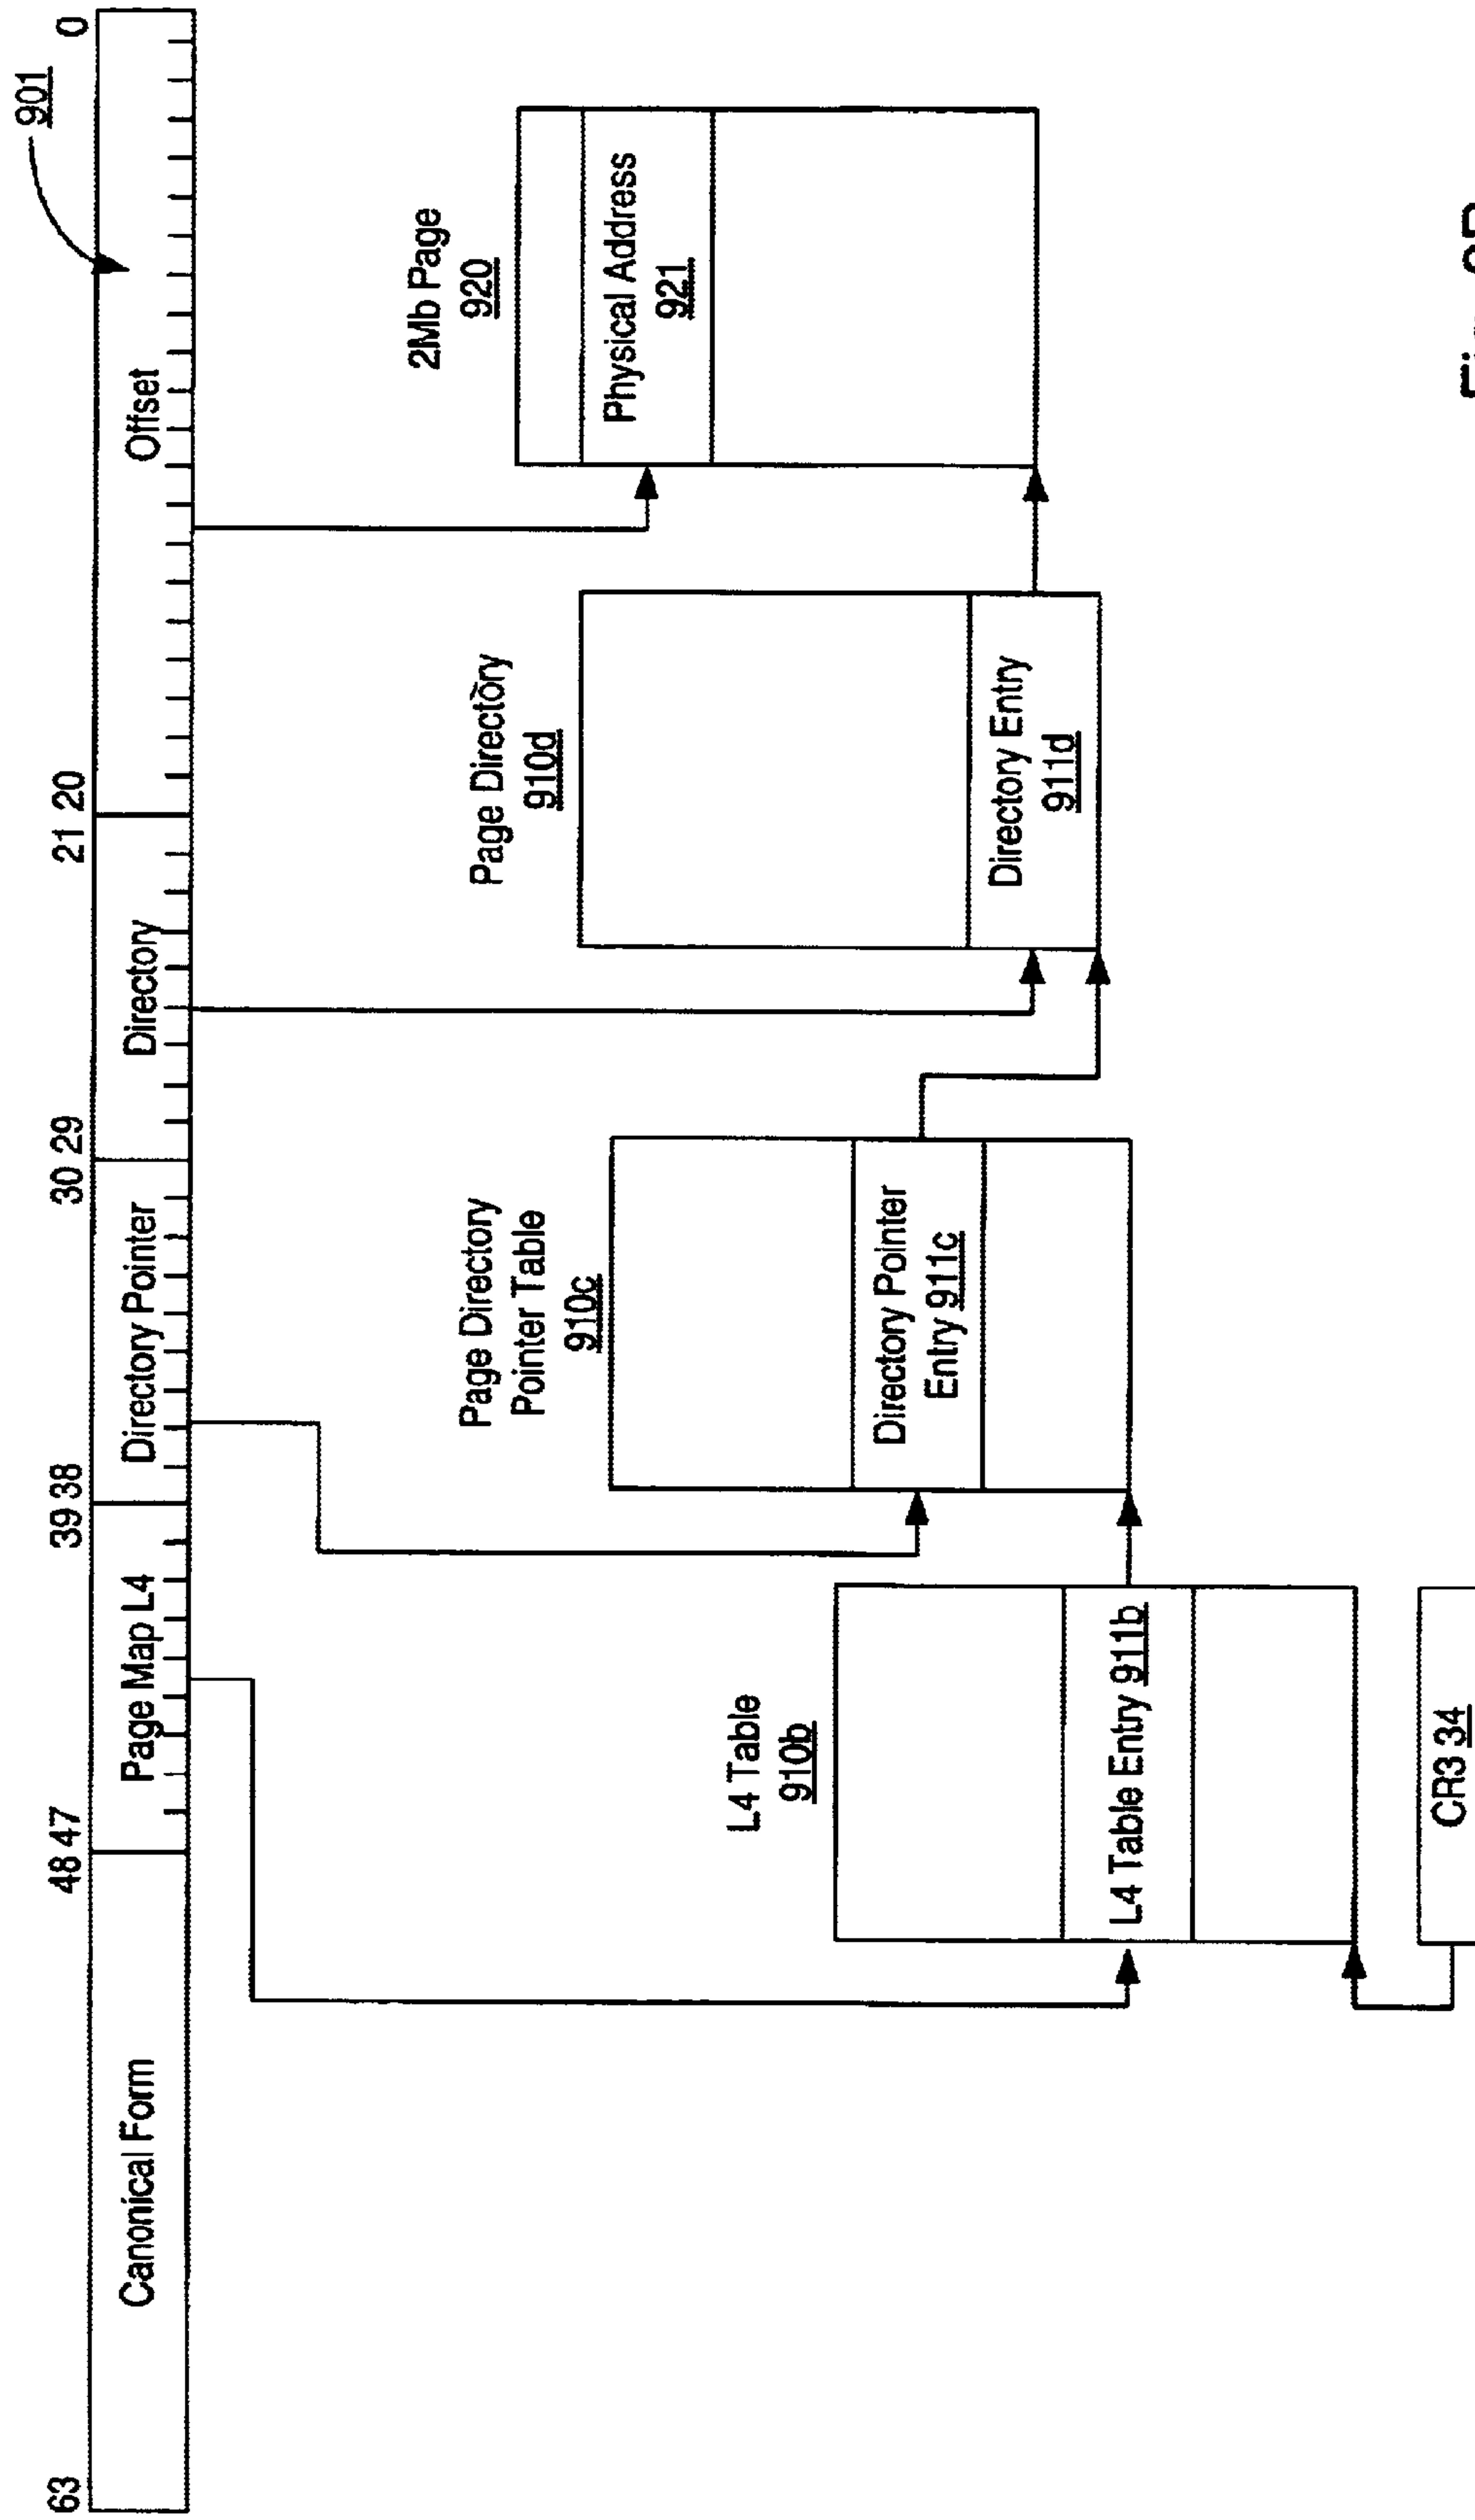 901
63
48 47
39 38
30 29
21 20
0
Canonical Form
Page Map L4
Directory Pointer
Directory
Offset
2Mb Page
920
Physical Address
921
Page Directory
910d
Directory Entry
911d
Page Directory
Pointer Table
910c
Directory Pointer
Entry 911c
L4 Table
910b
L4 Table Entry 911b
CR3 34